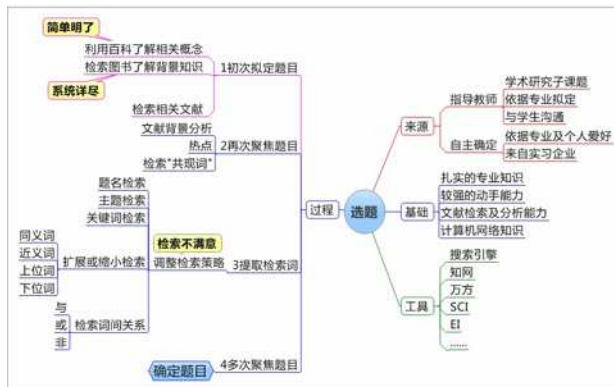 简单明了
利用百科了解相关概念
检索图书了解背景知识
系统详尽
检索相关文献
1初次拟定题目
文献背景分析
热点
检索"共现词"
2再次聚焦题目
题名检索
主题检索
关键词检索
同义词
近义词
上位词
下位词
扩展或缩小检索
与
或
非
检索词间关系
检索不满意
调整检索策略
3提取检索词
确定题目
4多次聚焦题目
过程
选题
来源
指导教师
学术研究子课题
依据专业拟定
与学生沟通
自主确定
依据专业及个人爱好
来自实习企业
基础
扎实的专业知识
较强的动手能力
文献检索及分析能力
计算机网络知识
工具
搜索引擎
知网
万方
SCI
EI
......